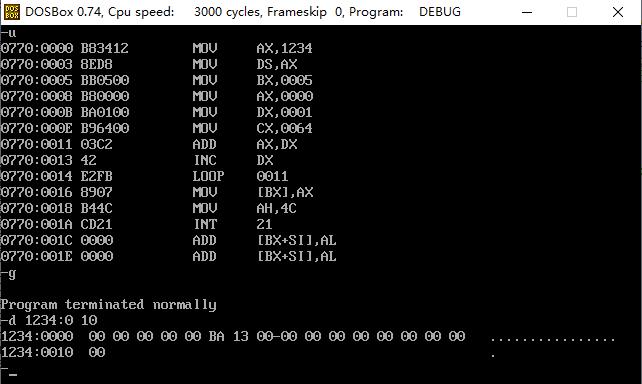 DOSBox 0.74, Cpu speed: 3000 cycles, Frameskip 0, Program: DEBUG
-u
0770:0000 B83412 MOV AX,1234
0770:0003 8ED8 MOV DS,AX
0770:0005 BB0500 MOV BX,0005
0770:0008 B80000 MOV AX,0000
0770:000B BA0100 MOV DX,0001
0770:000E B96400 MOV CX,0064
0770:0011 03C2 ADD AX,DX
0770:0013 42 INC DX
0770:0014 E2FB LOOP 0011
0770:0016 8907 MOV [BX],AX
0770:0018 B44C MOV AH,4C
0770:001A CD21 INT 21
0770:001C 0000 ADD [BX+SI],AL
0770:001E 0000 ADD [BX+SI],AL
-g
Program terminated normally
-d 1234:0 10
1234:0000 00 00 00 00 00 BA 13 00-00 00 00 00 00 00 00 00 ................
1234:0010 00 .
-_